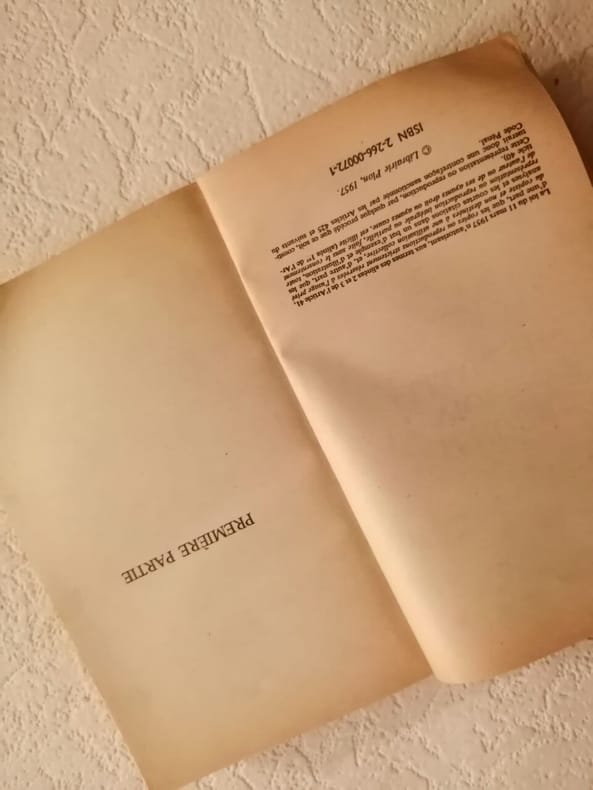 La loi du 11 mars 1957 n'autorisant, aux termes des alinéas 2 et 3 de l'Article 41,
d'une part, que les copies ou reproductions strictement réservées à l'usage privé
du copiste et non destinées à une utilisation collective, et, d'autre part, que les
analyses et les courtes citations dans un but d'exemple et d'illustration, toute
représentation ou reproduction intégrale, ou partielle, faite sans le consentement
de l'auteur ou de ses ayants droit ou ayants cause, est illicite (alinéa 1er de l'Ar-
ticle 40).
Cette représentation ou reproduction, par quelque procédé que ce soit, consti-
tuerait donc une contrefaçon sanctionnée par les Articles 425 et suivants du
Code Pénal.
© Librairie Plon, 1957.
ISBN 2-266-00072-1
PREMIÈRE PARTIE